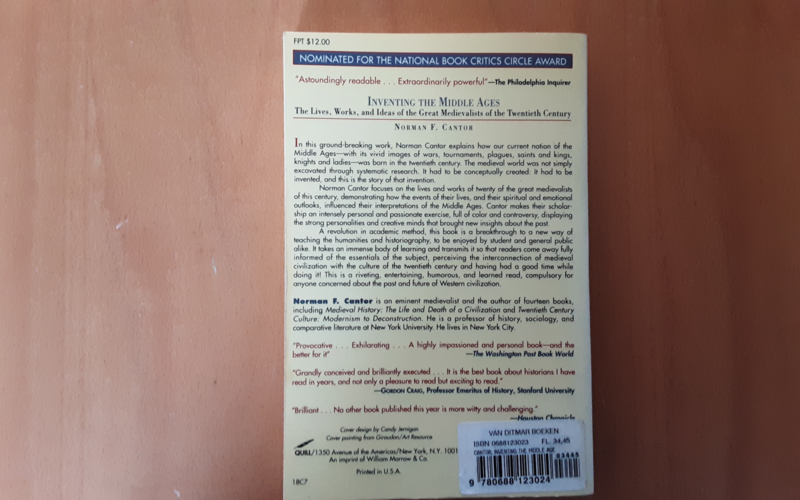 FPT $12.00
NOMINATED FOR THE NATIONAL BOOK CRITICS CIRCLE AWARD
"Astoundingly readable . . . Extraordinarily powerful"—The Philadelphia Inquirer
INVENTING THE MIDDLE AGES
The Lives, Works, and Ideas of the Great Medievalists of the Twentieth Century
NORMAN F. CANTOR
In this ground-breaking work, Norman Cantor explains how our current notion of the
Middle Ages—with its vivid images of wars, tournaments, plagues, saints and kings,
knights and ladies—was born in the twentieth century. The medieval world was not simply
excavated through systematic research. It had to be conceptually created. It had to be
invented, and this is the story of that invention.
Norman Cantor focuses on the lives and works of twenty of the great medievalists
of this century, demonstrating how the events of their lives, and their spiritual and emotional
outlooks, influenced their interpretations of the Middle Ages. Cantor makes their scholar-
ship an intensely personal and passionate exercise, full of color and controversy, displaying
the strong personalities and creative minds that brought new insights about the past.
A revolution in academic method, this book is a breakthrough to a new way of
teaching the humanities and historiography, to be enjoyed by student and general public
alike. It takes an immense body of learning and transmits it so that readers come away fully
informed of the essentials of the subject, perceiving the interconnection of medieval
civilization with the culture of the twentieth century and having had a good time while
doing it! This is a riveting, entertaining, humorous, and learned read, compulsory for
anyone concerned about the past and future of Western civilization.
Norman F. Cantor is an eminent medievalist and the author of fourteen books,
including Medieval History: The Life and Death of a Civilization and Twentieth Century
Culture: Modernism to Deconstruction. He is a professor of history, sociology, and
comparative literature at New York University. He lives in New York City.
"Provocative . . . Exhilarating . . . A highly impassioned and personal book—and the
better for it"
—The Washington Post Book World
"Grandly conceived and brilliantly executed . . . It is the best book about historians I have
read in years, and not only a pleasure to read but exciting to read."
—GORDON CRAIG, Professor Emeritus of History, Stanford University
"Brilliant . . . No other book published this year is more witty and challenging."
—Houston Chronicle
Cover design by Candy Jernigan
Cover painting from Giraudon/Art Resource
QUILL/1350 Avenue of the Americas/New York, N.Y. 1001
An imprint of William Morrow & Co.
Printed in U.S.A.
18C7
VAN DITMAR BOEKEN
ISBN 0688123023 FL. 34,45
CANTOR, INVENTING THE MIDDLE AGE
03445
9 780688 123024